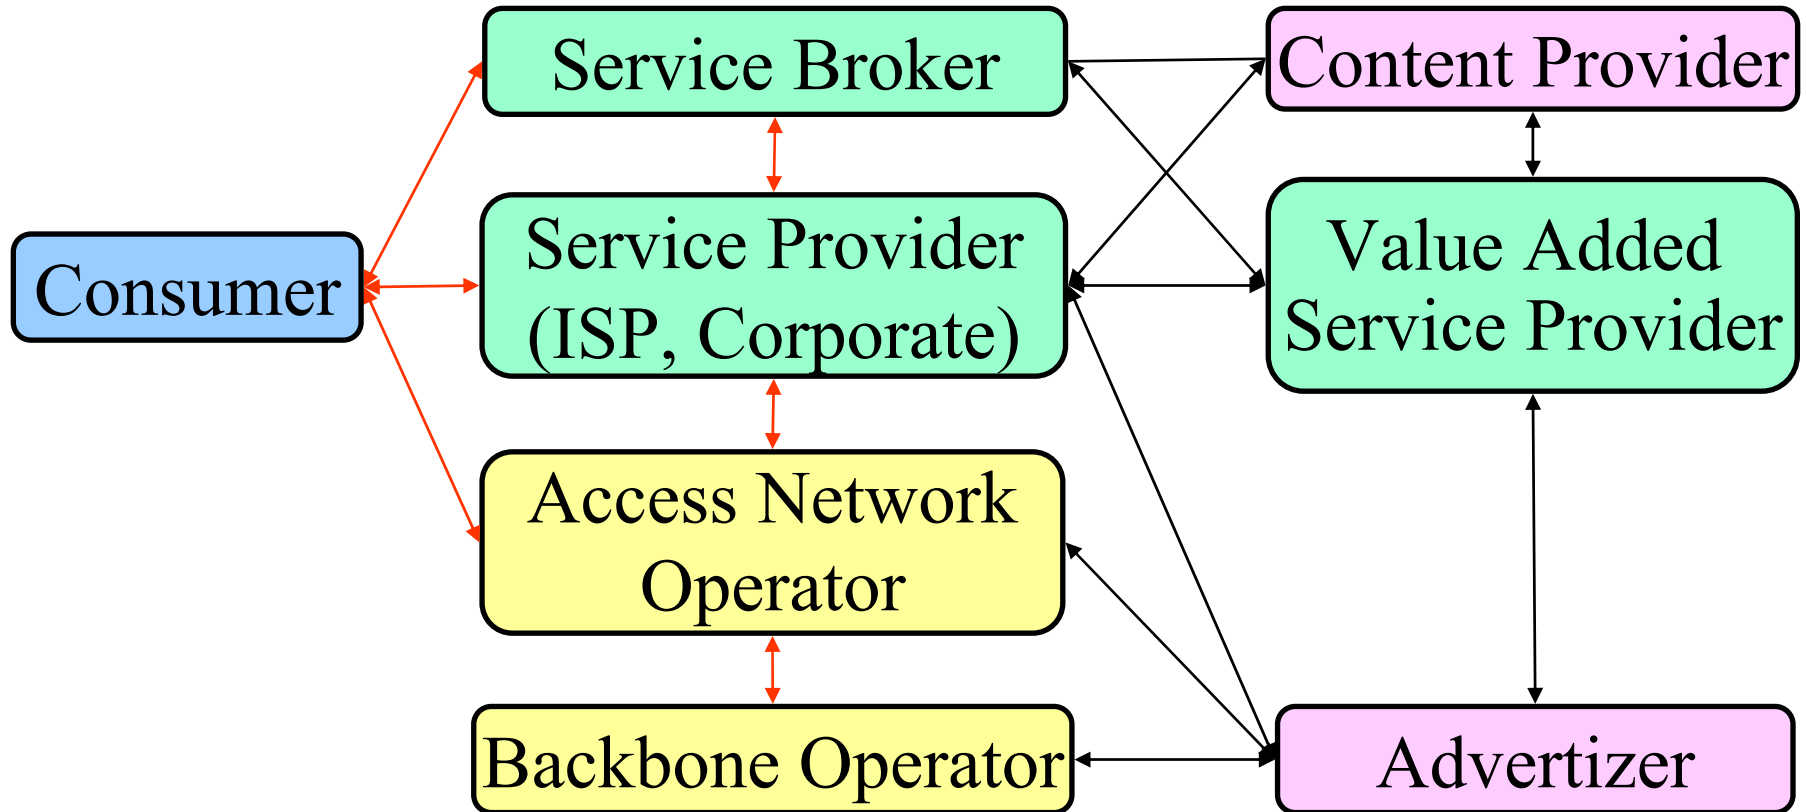 Service Broker
Content Provider
Consumer
Service Provider
(ISP, Corporate)
Value Added
Service Provider
Access Network
Operator
Backbone Operator
Advertizer